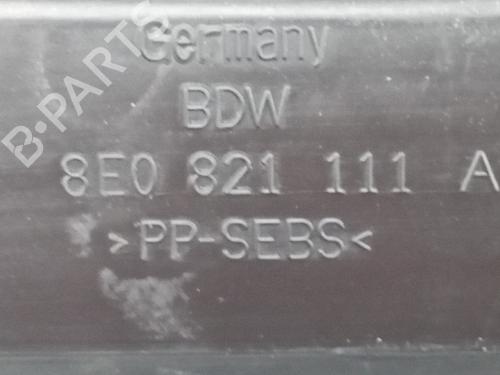 Germany
BDW
8E0 821 111 A
>PP-SEBS<
B-PARTS